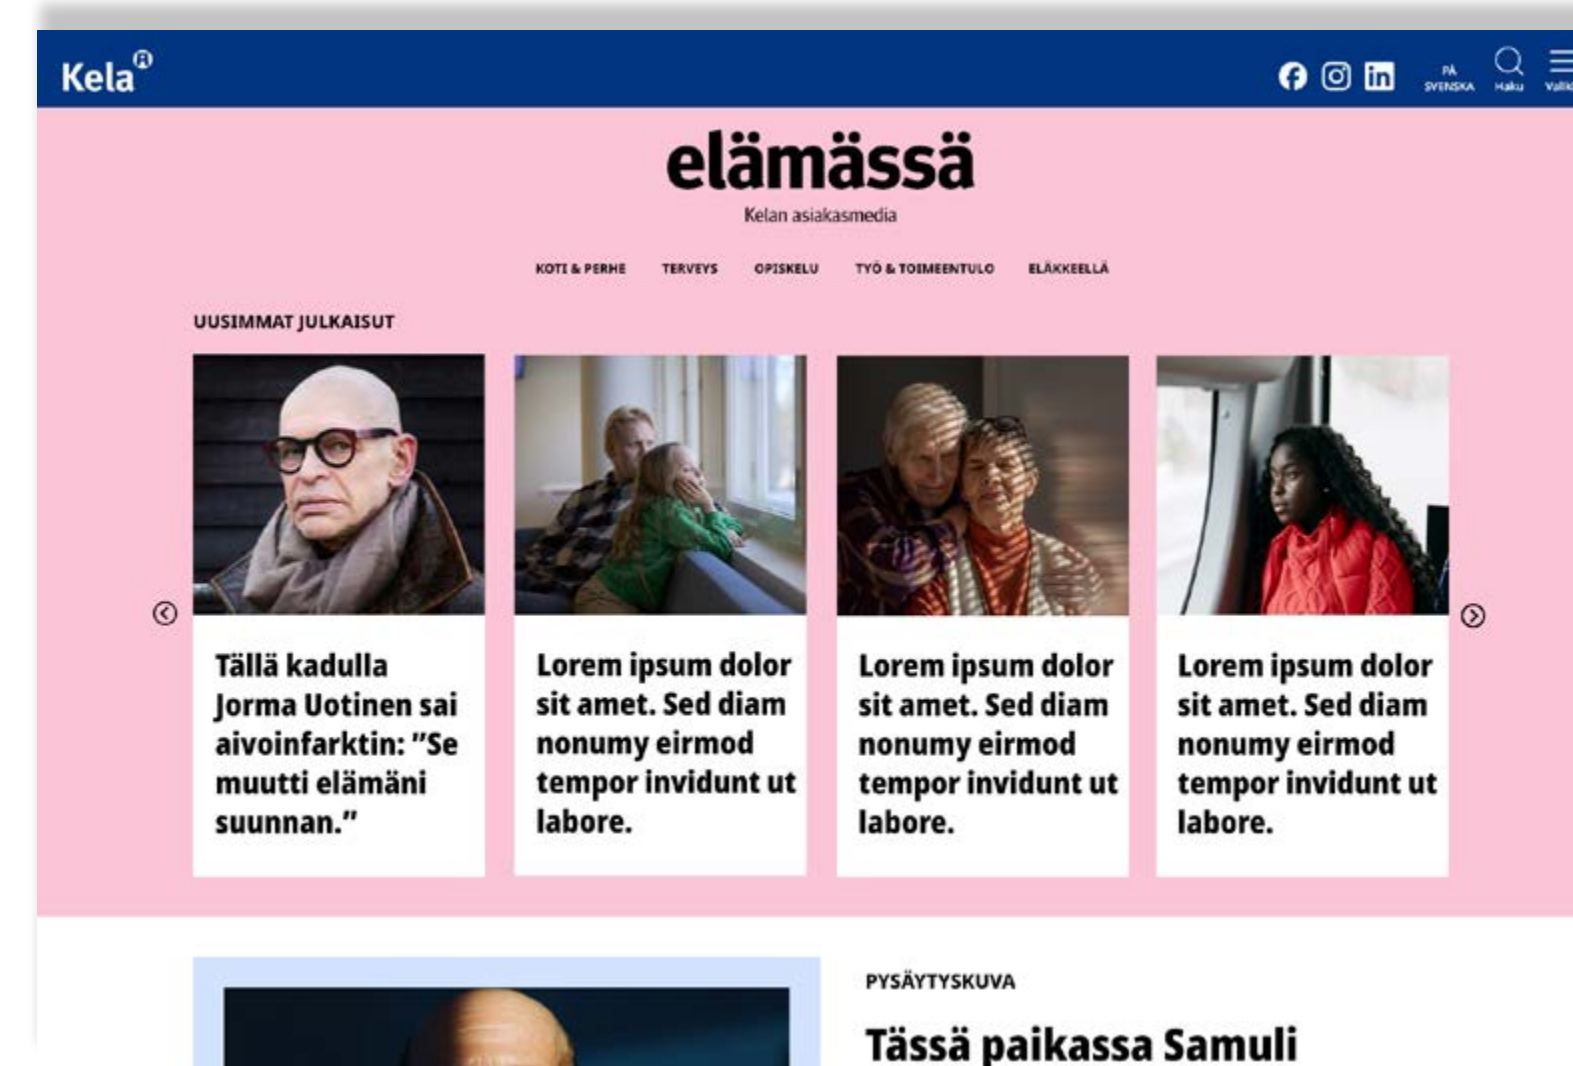 Kela
PÅ
SVENSKA
Haku
elämässä
Kelan asiakasmedia
KOTI & PERHE TERVEYS OPISKELU TYÖ & TOIMEENTULO ELÄKKEELLÄ
UUSIMMAT JULKAISUT
Tällä kadulla
Jorma Uotinen sai
aivoinfarktin: ”Se
muutti elämäni
suunnan.”
Lorem ipsum dolor
sit amet. Sed diam
nonumy eirmod
tempor invidunt ut
labore.
Lorem ipsum dolor
sit amet. Sed diam
nonumy eirmod
tempor invidunt ut
labore.
Lorem ipsum dolor
sit amet. Sed diam
nonumy eirmod
tempor invidunt ut
labore.
PYSÄYTYSKUVA
Tässä paikassa Samuli